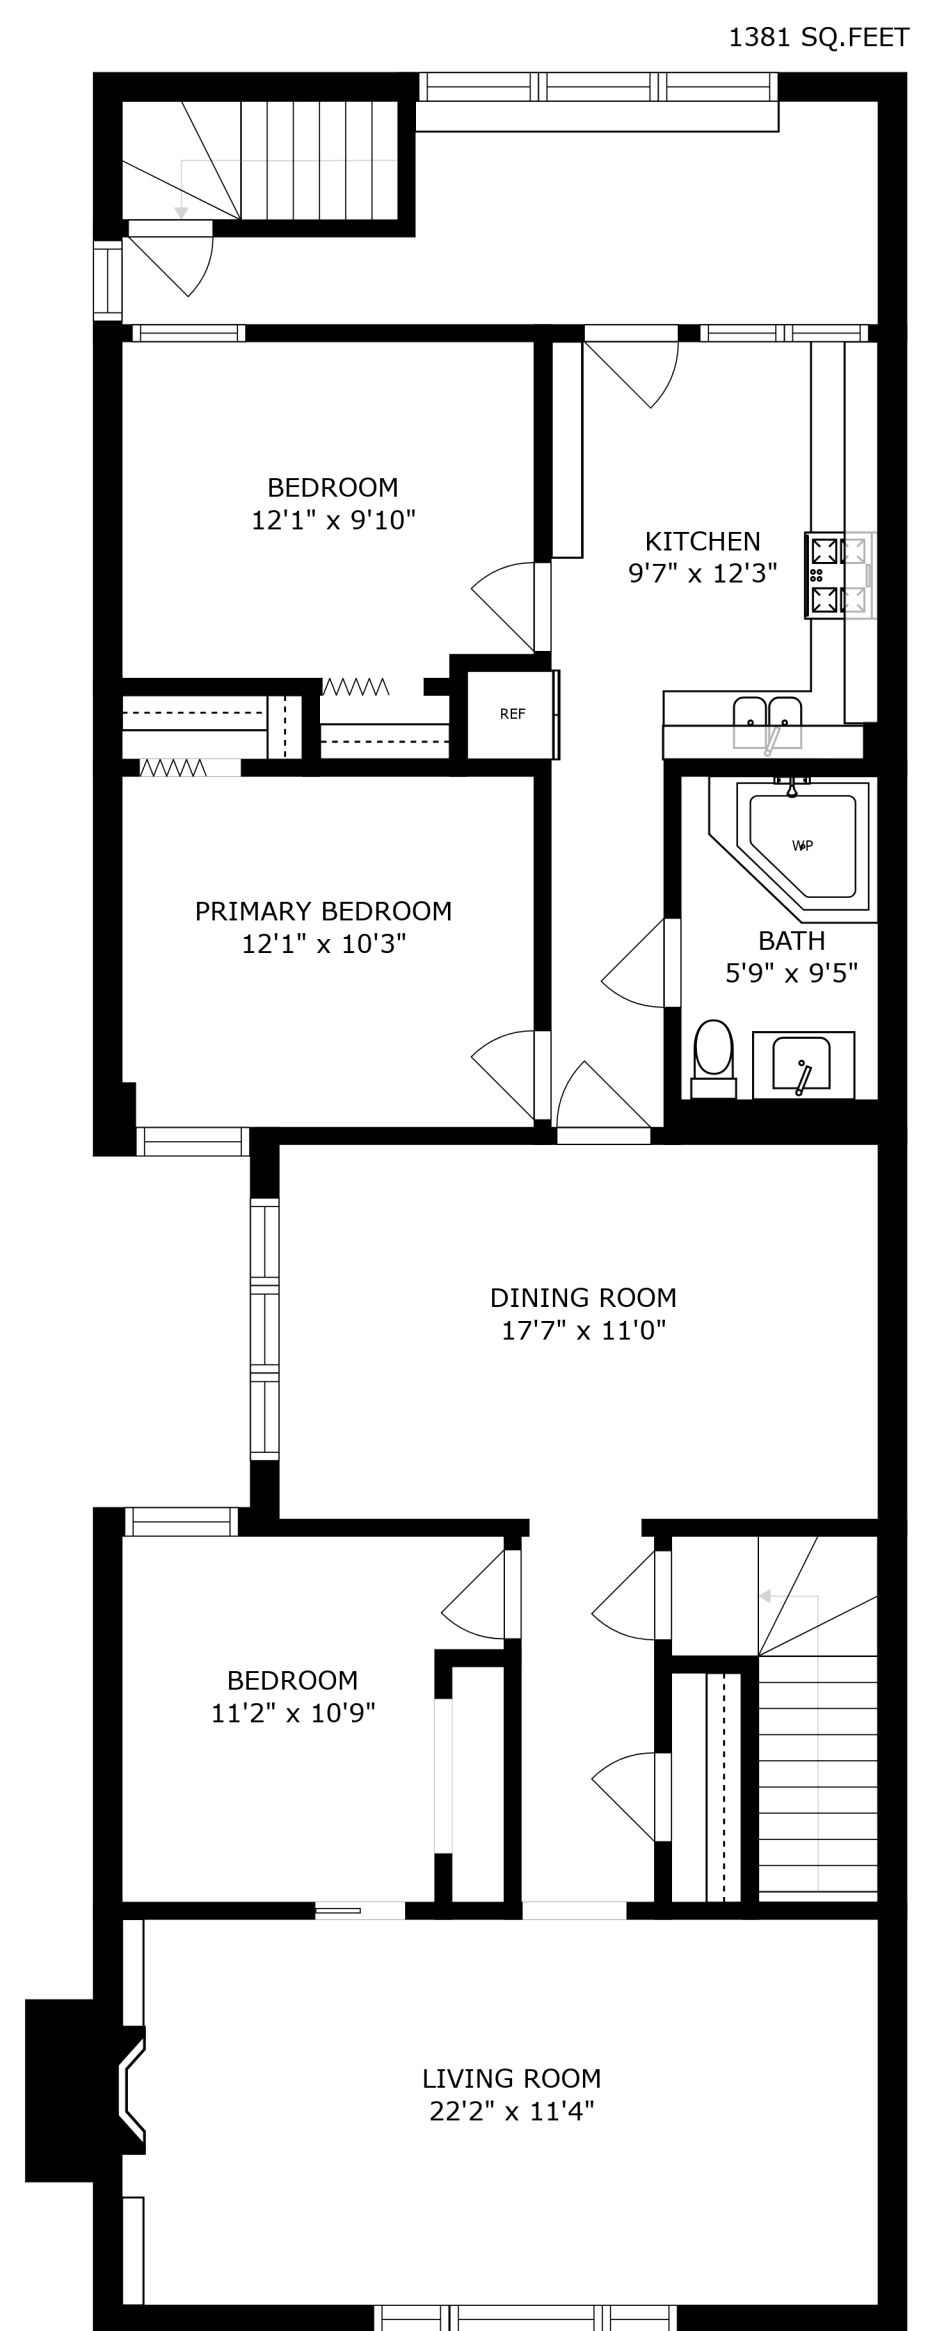 1381 SQ.FEET
BEDROOM
12'1" x 9'10"
KITCHEN
9'7" x 12'3"
REF
WP
PRIMARY BEDROOM
12'1" x 10'3"
BATH
5'9" x 9'5"
DINING ROOM
17'7" x 11'0"
BEDROOM
11'2" x 10'9"
LIVING ROOM
22'2" x 11'4"